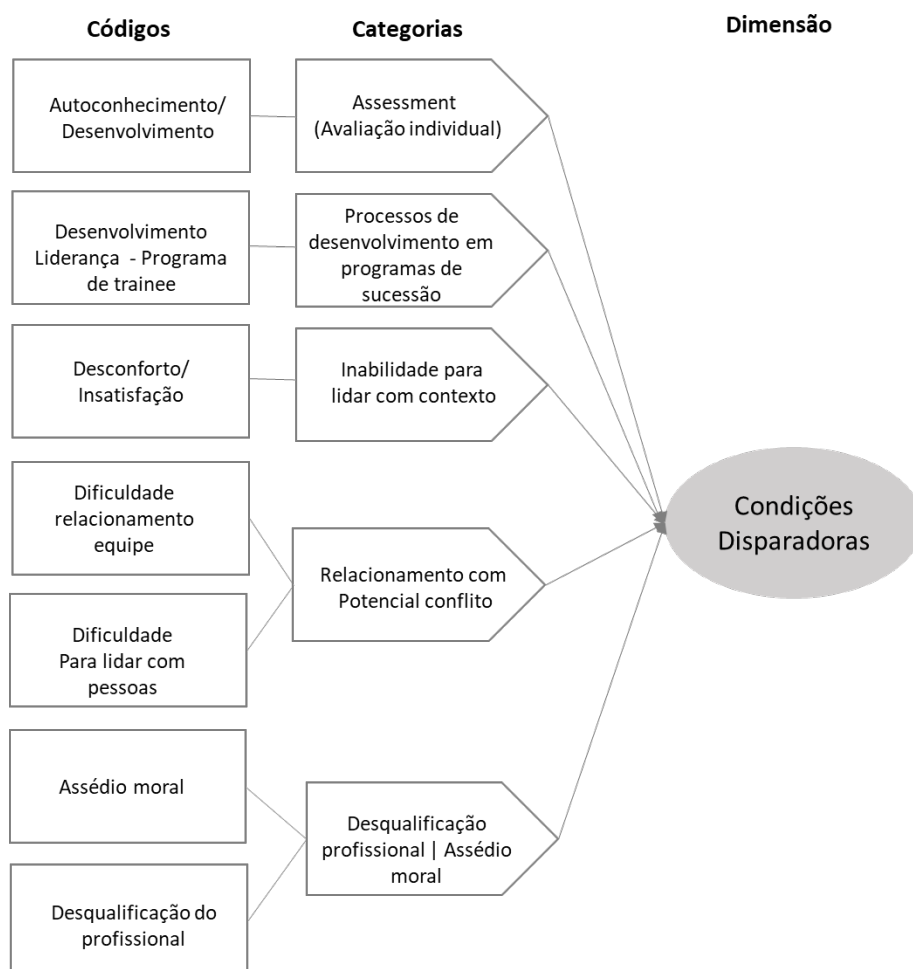 Códigos
Categorias
Dimensão
Autoconhecimento/
Desenvolvimento
Assessment
(Avaliação individual)
Desenvolvimento
Liderança - Programa
de trainee
Processos de
desenvolvimento em
programas de
sucessão
Desconforto/
Insatisfação
Inabilidade para
lidar com contexto
Dificuldade
relacionamento
equipe
Dificuldade
Para lidar com
pessoas
Relacionamento com
Potencial conflito
Condições
Disparadoras
Assédio moral
Desqualificação do
profissional
Desqualificação
profissional | Assédio
moral